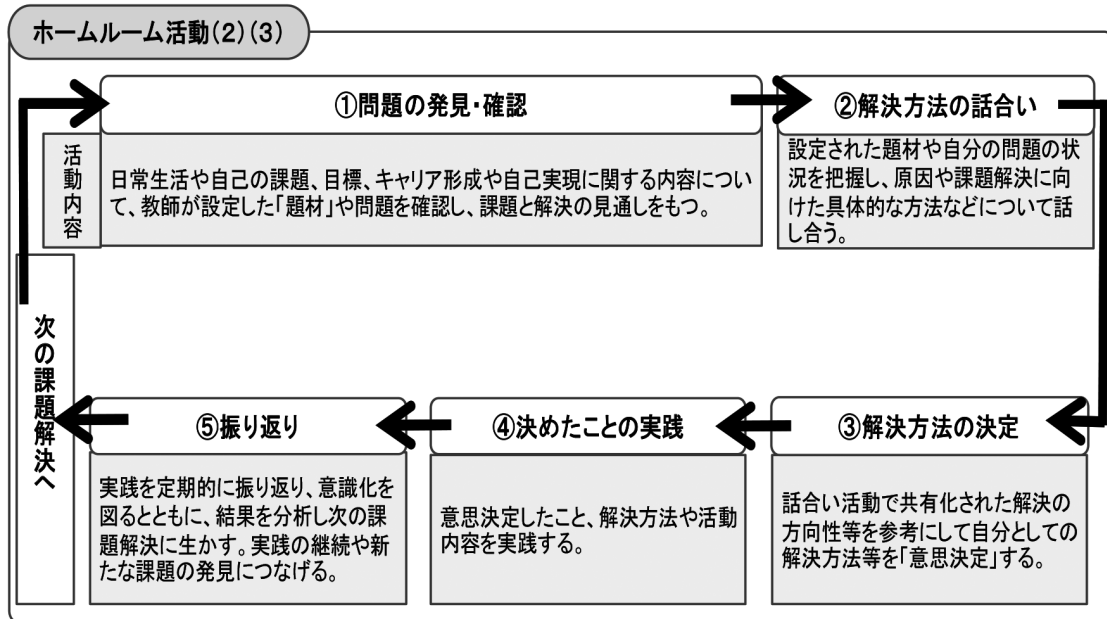 ホームルーム活動(2)(3)
①問題の発見・確認
活動内容
日常生活や自己の課題、目標、キャリア形成や自己実現に関する内容につい
て、教師が設定した「題材」や問題を確認し、課題と解決の見通しをもつ。
②解決方法の話合い
設定された題材や自分の問題の状
況を把握し、原因や課題解決に向
けた具体的な方法などについて話
し合う。
③解決方法の決定
話合い活動で共有化された解決の
方向性等を参考にして自分としての
解決方法等を「意思決定」する。
④決めたことの実践
意思決定したこと、解決方法や活動
内容を実践する。
⑤振り返り
実践を定期的に振り返り、意識化を
図るとともに、結果を分析し次の課
題解決に生かす。実践の継続や新
たな課題の発見につなげる。
次の課題解決へ